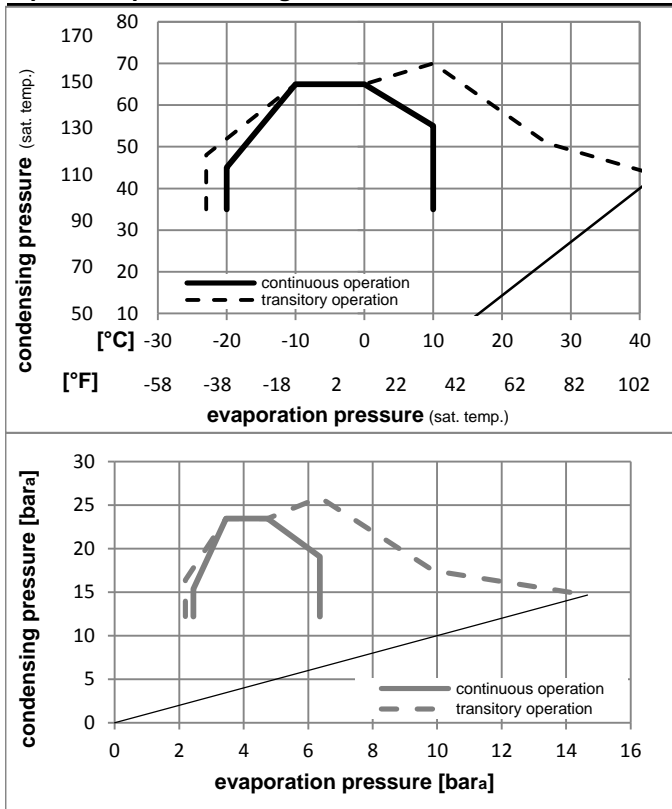 condensing pressure (sat. temp.)
170 80
150 70
60
130
50
110
40
90
30
70
20
50 10
continuous operation
transitory operation
[°C] -30 -20 -10 0 10 20 30 40
[°F] -58 -38 -18 2 22 42 62 82 102
evaporation pressure (sat. temp.)
condensing pressure [bara]
30
25
20
15
10
5
0
continuous operation
transitory operation
0 2 4 6 8 10 12 14 16
evaporation pressure [bara]